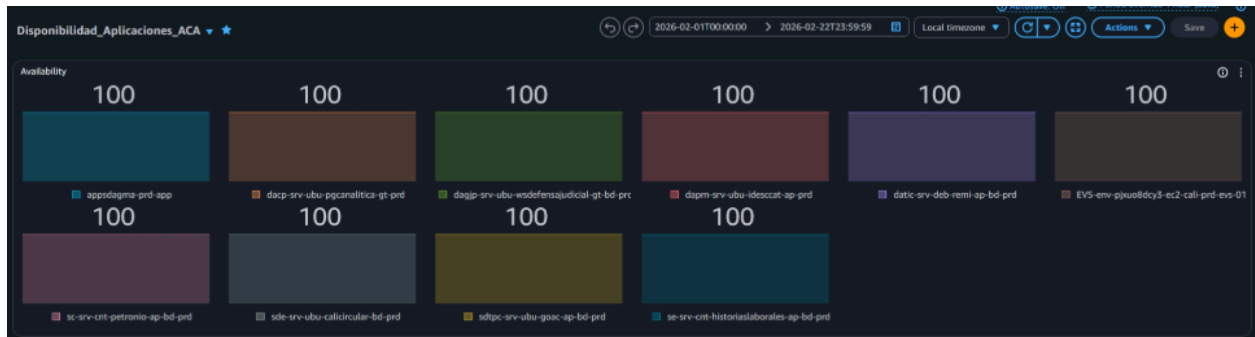 Disponibilidad_Aplicaciones_ACA
2026-02-01T00:00:00 > 2026-02-22T23:59:59
Local timezone
Actions
Save
Availability
100 100 100 100 100 100
appsdagma-prd-app
dacp-srv-ubu-pgcanalitica-gt-prd
dagjp-srv-ubu-wsdefensajudicial-gt-bd-prc
dapm-srv-ubu-idesccat-ap-prd
datic-srv-deb-remi-ap-bd-prd
EVS-env-pjxuo8dcy3-ec2-cali-prd-evs-01
100 100 100 100
sc-srv-cnt-petronio-ap-bd-prd
sde-srv-ubu-calicircular-bd-prd
sdtpc-srv-ubu-goac-ap-bd-prd
se-srv-cnt-historiaslaborales-ap-bd-prd